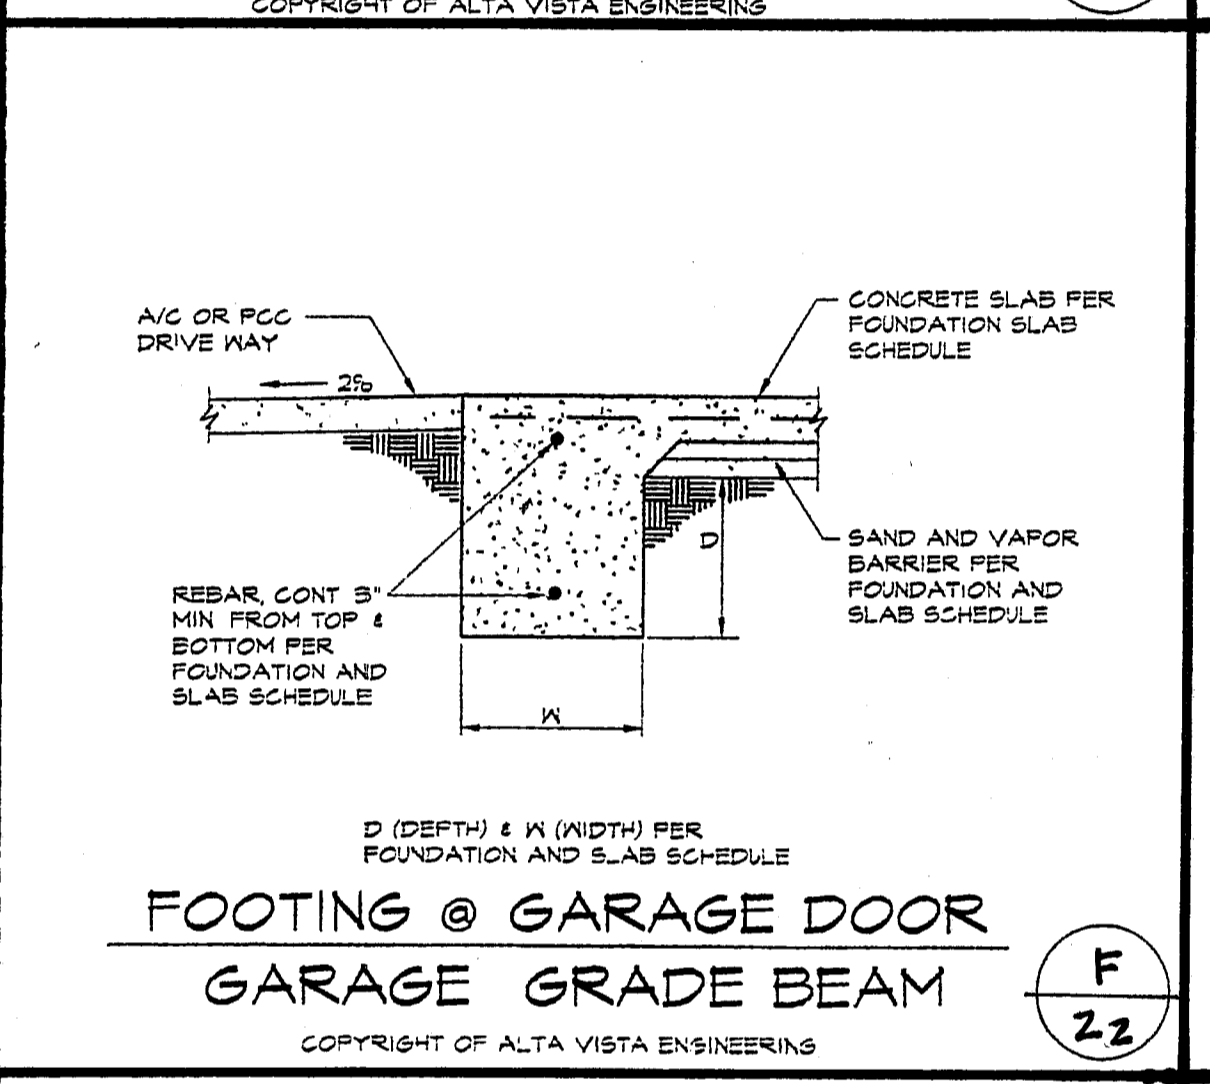 COPYRIGHT OF ALTA VISTA ENGINEERING
A/C OR PCC
DRIVE WAY
2%
CONCRETE SLAB PER
FOUNDATION SLAB
SCHEDULE
D
SAND AND VAPOR
BARRIER PER
FOUNDATION AND
SLAB SCHEDULE
REBAR, CONT 3"
MIN FROM TOP &
BOTTOM PER
FOUNDATION AND
SLAB SCHEDULE
W
D (DEPTH) & W (WIDTH) PER
FOUNDATION AND SLAB SCHEDULE
FOOTING @ GARAGE DOOR
GARAGE GRADE BEAM
F
22
COPYRIGHT OF ALTA VISTA ENGINEERING